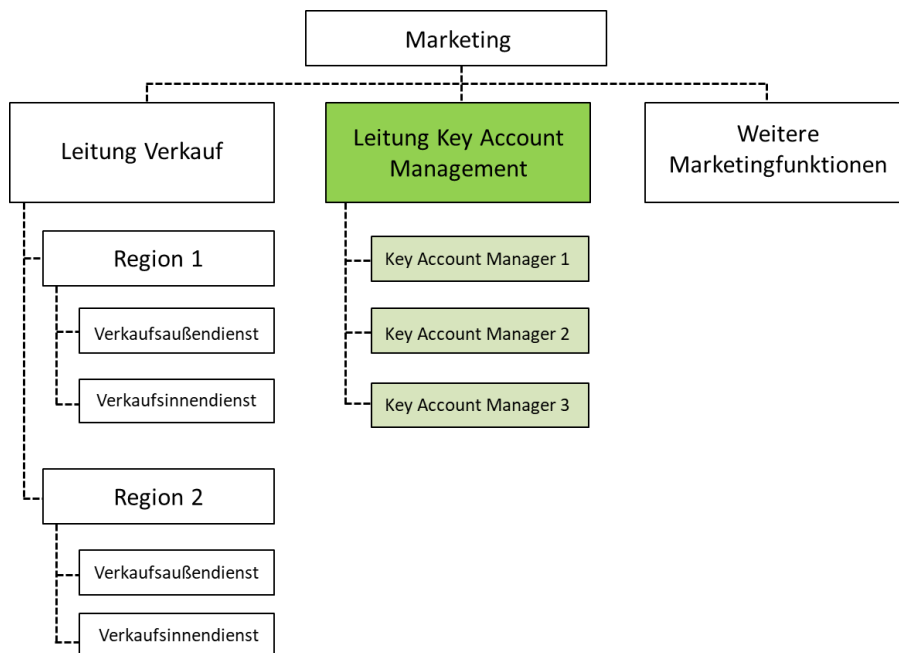 Marketing
Leitung Verkauf
Leitung Key Account
Management
Weitere
Marketingfunktionen
Region 1
Verkaufsaußendienst
Verkaufsinnendienst
Region 2
Verkaufsaußendienst
Verkaufsinnendienst
Key Account Manager 1
Key Account Manager 2
Key Account Manager 3